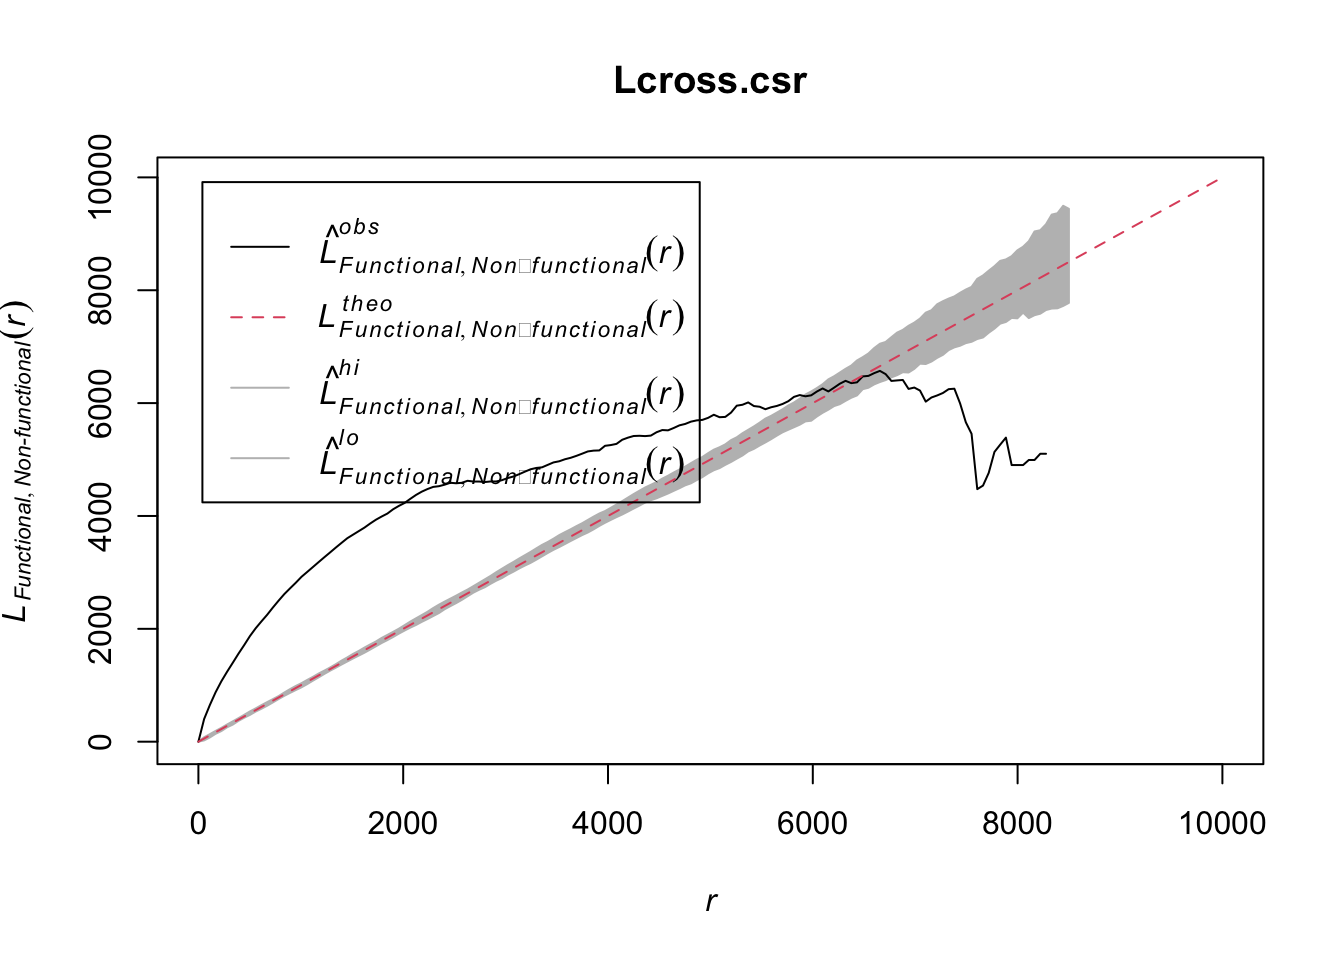 Lcross.csr
L Functional, Non-functional(r)
10000
8000
6000
4000
2000
0
L̂^obs Functional, Non□functional(r)
L^theo Functional, Non□functional(r)
L̂^hi Functional, Non□functional(r)
L̂^lo Functional, Non□functional(r)
0 2000 4000 6000 8000 10000
r